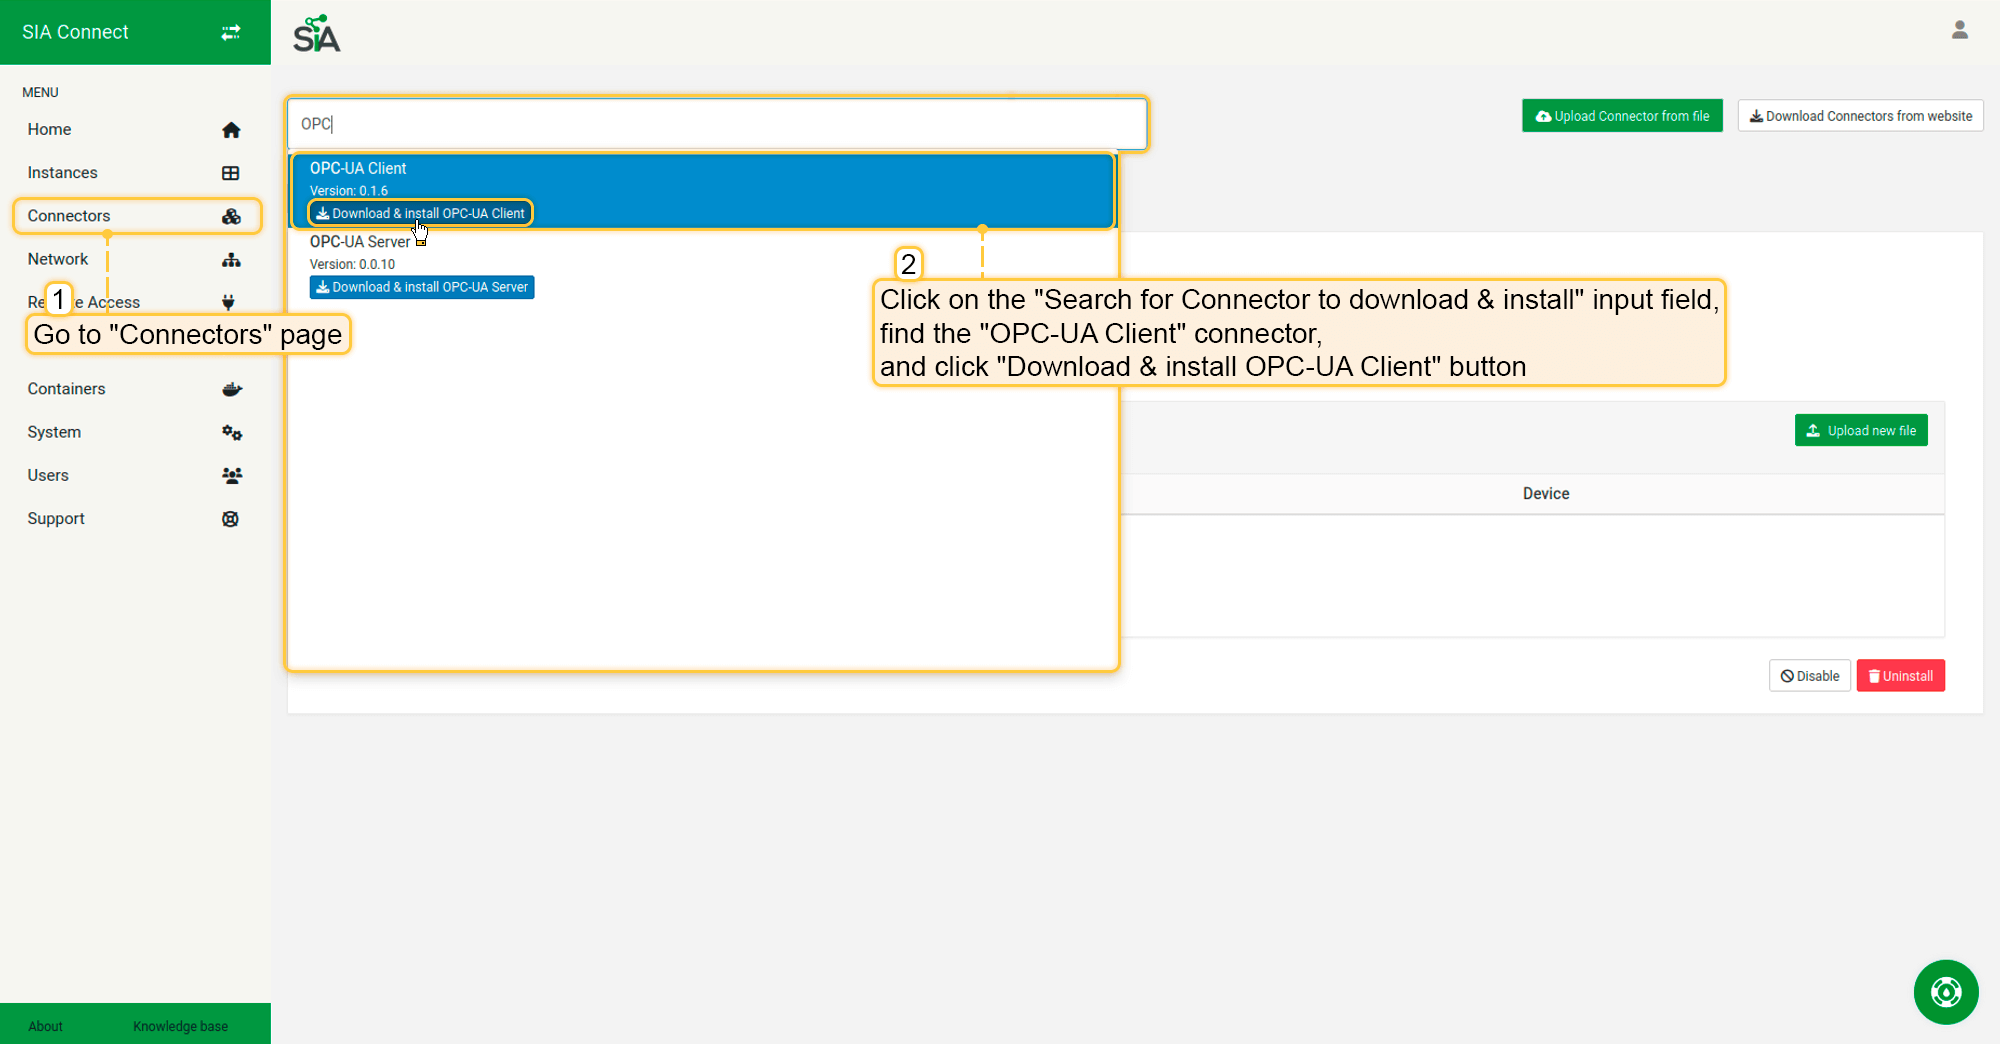 SIA Connect
SiA
MENU
Home
Instances
Connectors
Network
Access
Containers
System
Users
Support
About
Knowledge base
OPC
Upload Connector from file
Download Connectors from website
OPC-UA Client
Version: 0.1.6
Download & install OPC-UA Client
OPC-UA Server
Version: 0.0.10
Download & install OPC-UA Server
1
Go to "Connectors" page
2
Click on the "Search for Connector to download & install" input field,
find the "OPC-UA Client" connector,
and click "Download & install OPC-UA Client" button
Upload new file
Device
Disable
Uninstall